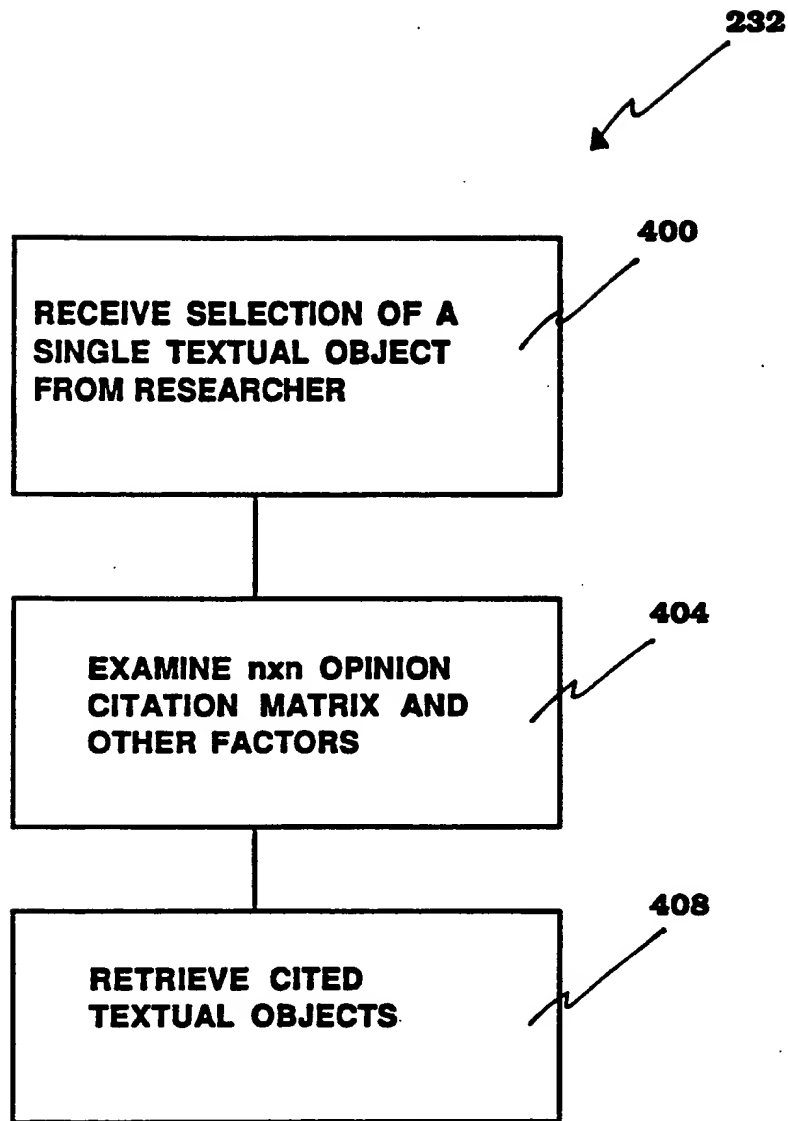 232
400
RECEIVE SELECTION OF A
SINGLE TEXTUAL OBJECT
FROM RESEARCHER
404
EXAMINE nxn OPINION
CITATION MATRIX AND
OTHER FACTORS
408
RETRIEVE CITED
TEXTUAL OBJECTS